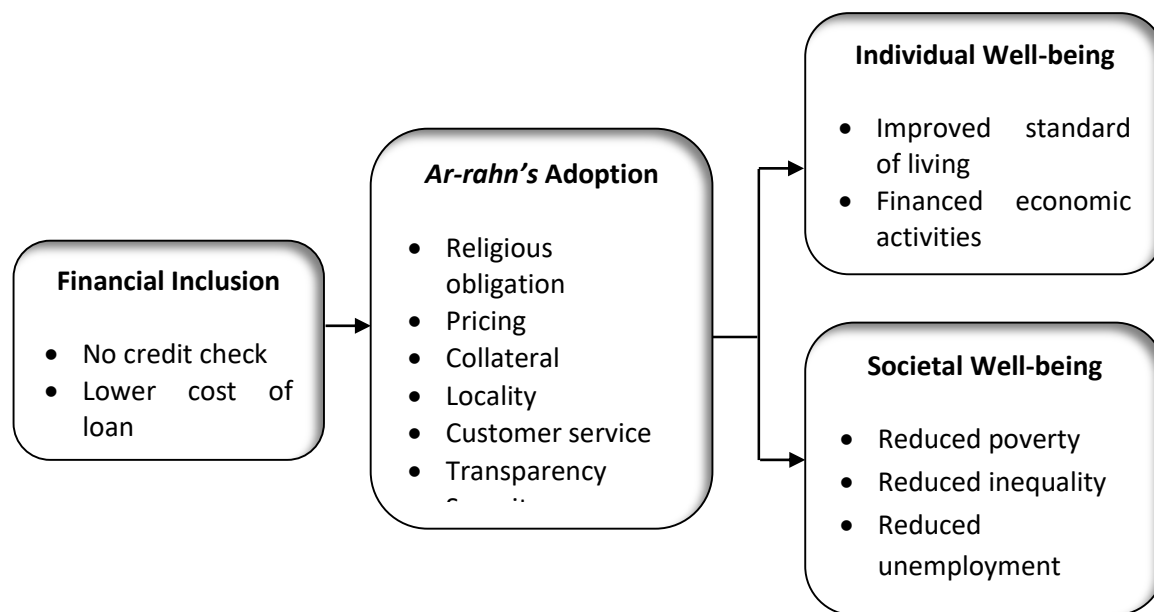 Financial Inclusion
• No credit check
• Lower cost of
loan
Ar-rahn's Adoption
• Religious
obligation
• Pricing
• Collateral
• Locality
• Customer service
• Transparency
Individual Well-being
• Improved standard
of living
• Financed economic
activities
Societal Well-being
• Reduced poverty
• Reduced inequality
• Reduced
unemployment